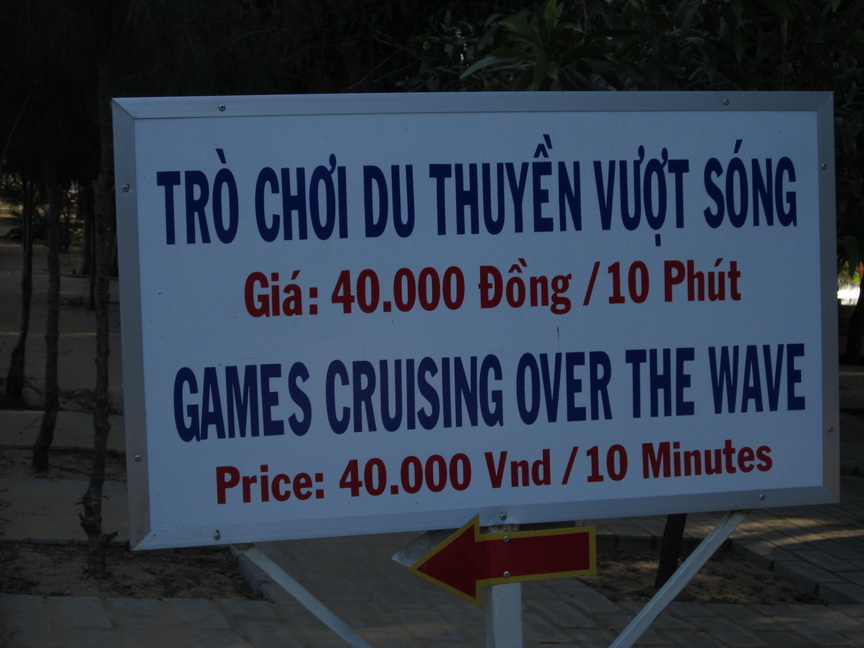 TRÒ CHƠI DU THUYỀN VƯỢT SÓNG
Giá: 40.000 Đồng / 10 Phút
GAMES CRUISING OVER THE WAVE
Price: 40.000 Vnd / 10 Minutes